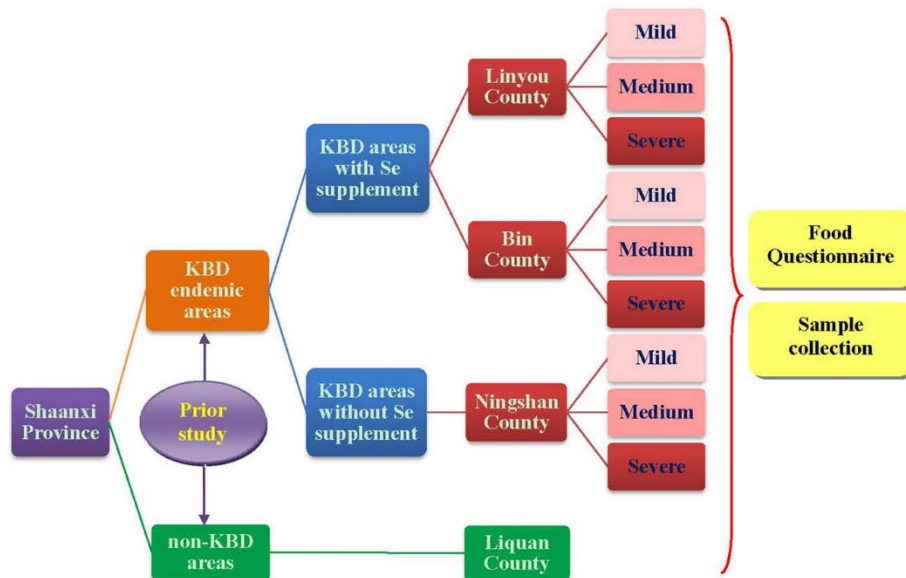 Shaanxi
Province
KBD
endemic
areas
Prior
study
non-KBD
areas
KBD areas
with Se
supplement
KBD areas
without Se
supplement
Linyou
County
Bin
County
Ningshan
County
Liquan
County
Mild
Medium
Severe
Mild
Medium
Severe
Mild
Medium
Severe
Food
Questionnaire
Sample
collection